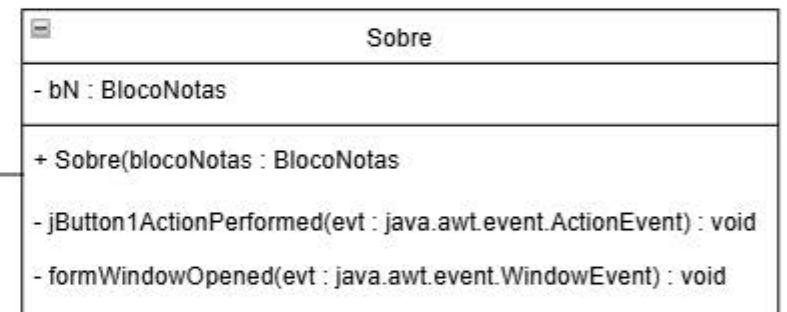 Sobre
- bN : BlocoNotas
+ Sobre(blocoNotas : BlocoNotas
- jButton1ActionPerformed(evt : java.awt.event.ActionEvent) : void
- formWindowOpened(evt : java.awt.event.WindowEvent) : void